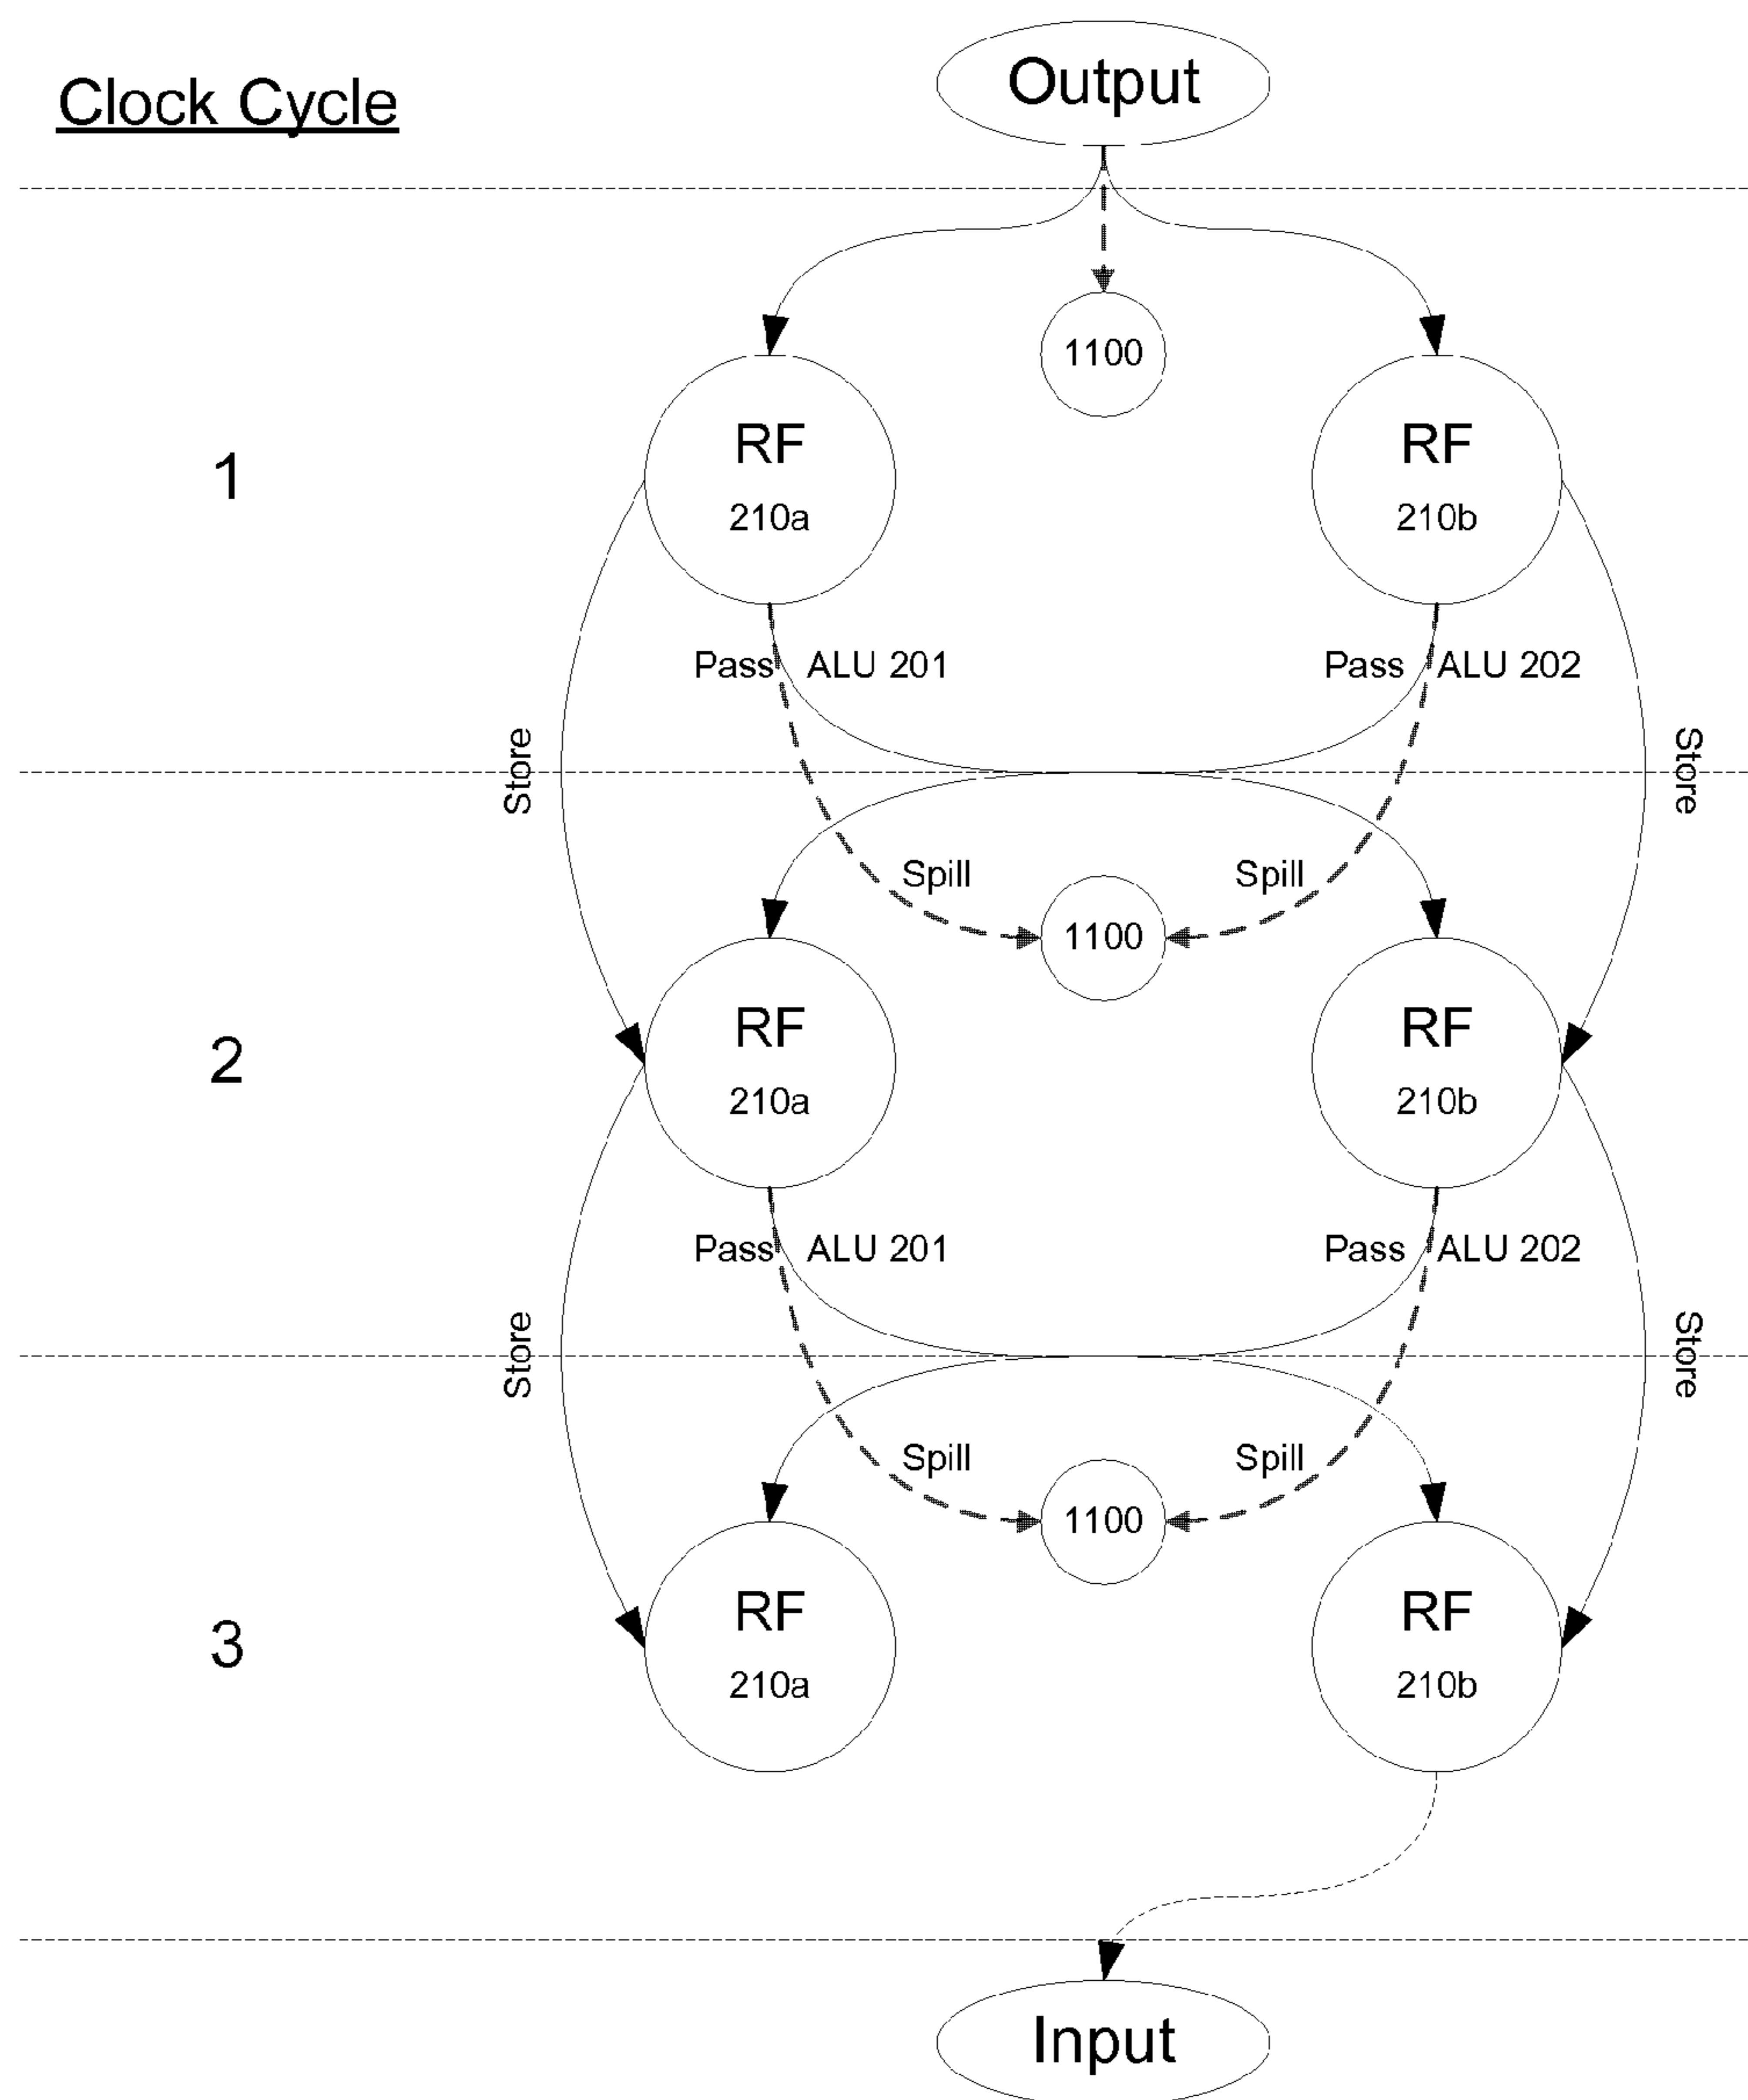 Output
Clock Cycle
1100
RF
210a
RF
210b
1
Pass ALU 201
Pass ALU 202
Store
Store
Spill
Spill
1100
RF
210a
RF
210b
2
Pass ALU 201
Pass ALU 202
Store
Store
Spill
Spill
1100
RF
210a
RF
210b
3
Input